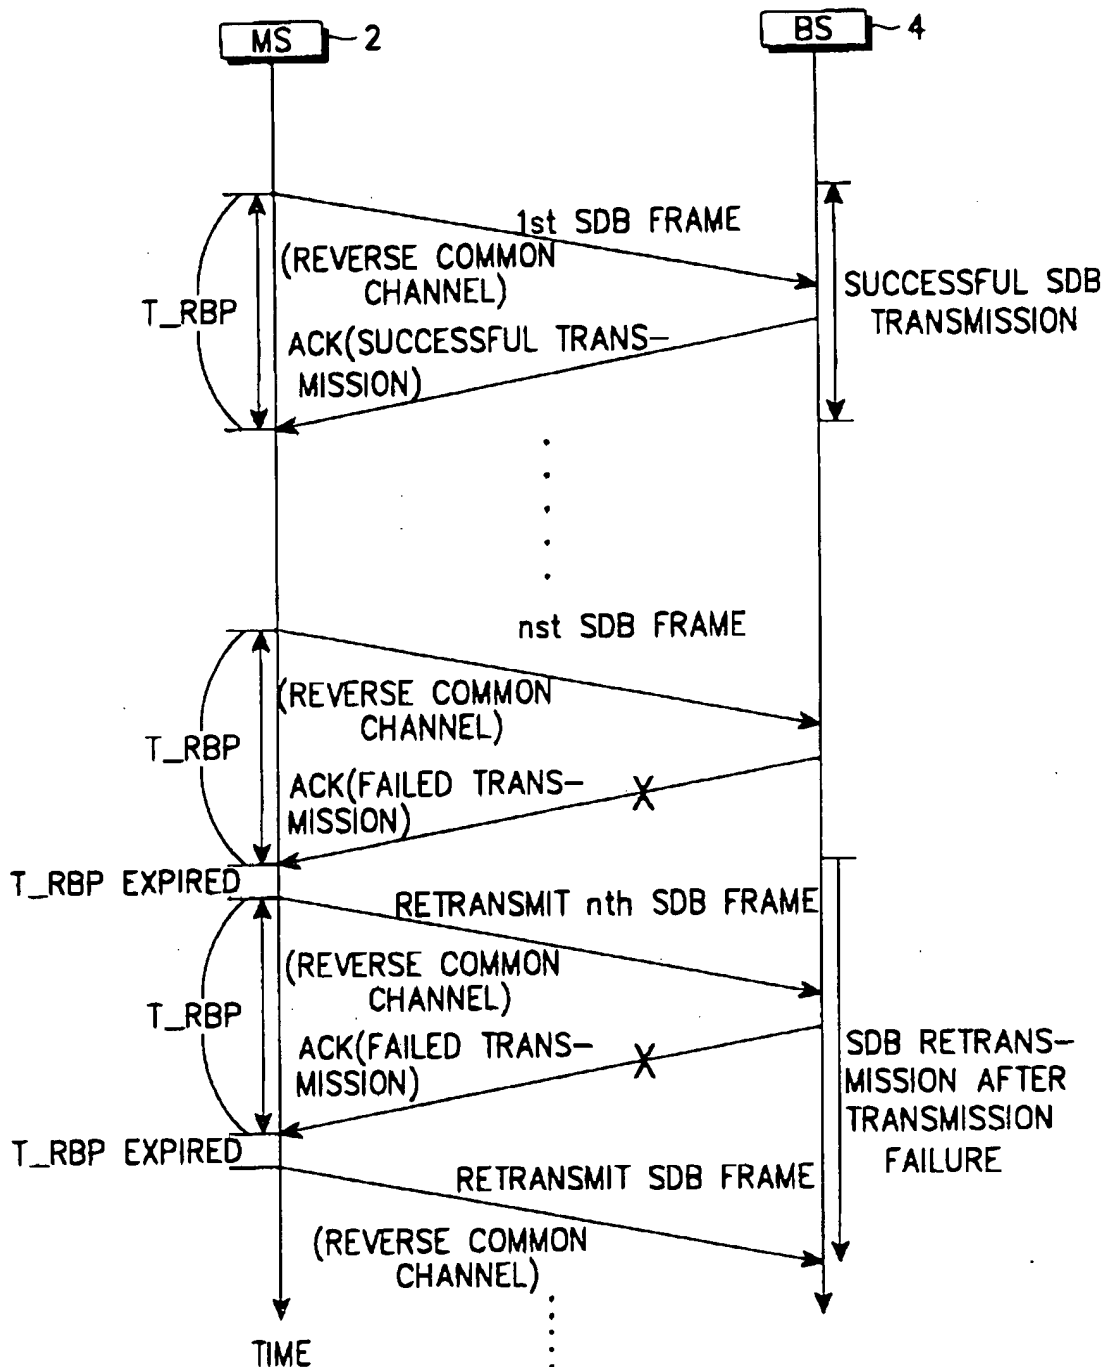 MS 2
BS 4
1st SDB FRAME
(REVERSE COMMON
CHANNEL)
T_RBP
SUCCESSFUL SDB
TRANSMISSION
ACK(SUCCESSFUL TRANS-
MISSION)
nst SDB FRAME
(REVERSE COMMON
CHANNEL)
T_RBP
ACK(FAILED TRANS-
MISSION)
X
T_RBP EXPIRED
RETRANSMIT nth SDB FRAME
(REVERSE COMMON
CHANNEL)
T_RBP
ACK(FAILED TRANS-
MISSION)
X
SDB RETRANS-
MISSION AFTER
TRANSMISSION
FAILURE
T_RBP EXPIRED
RETRANSMIT SDB FRAME
(REVERSE COMMON
CHANNEL)
TIME